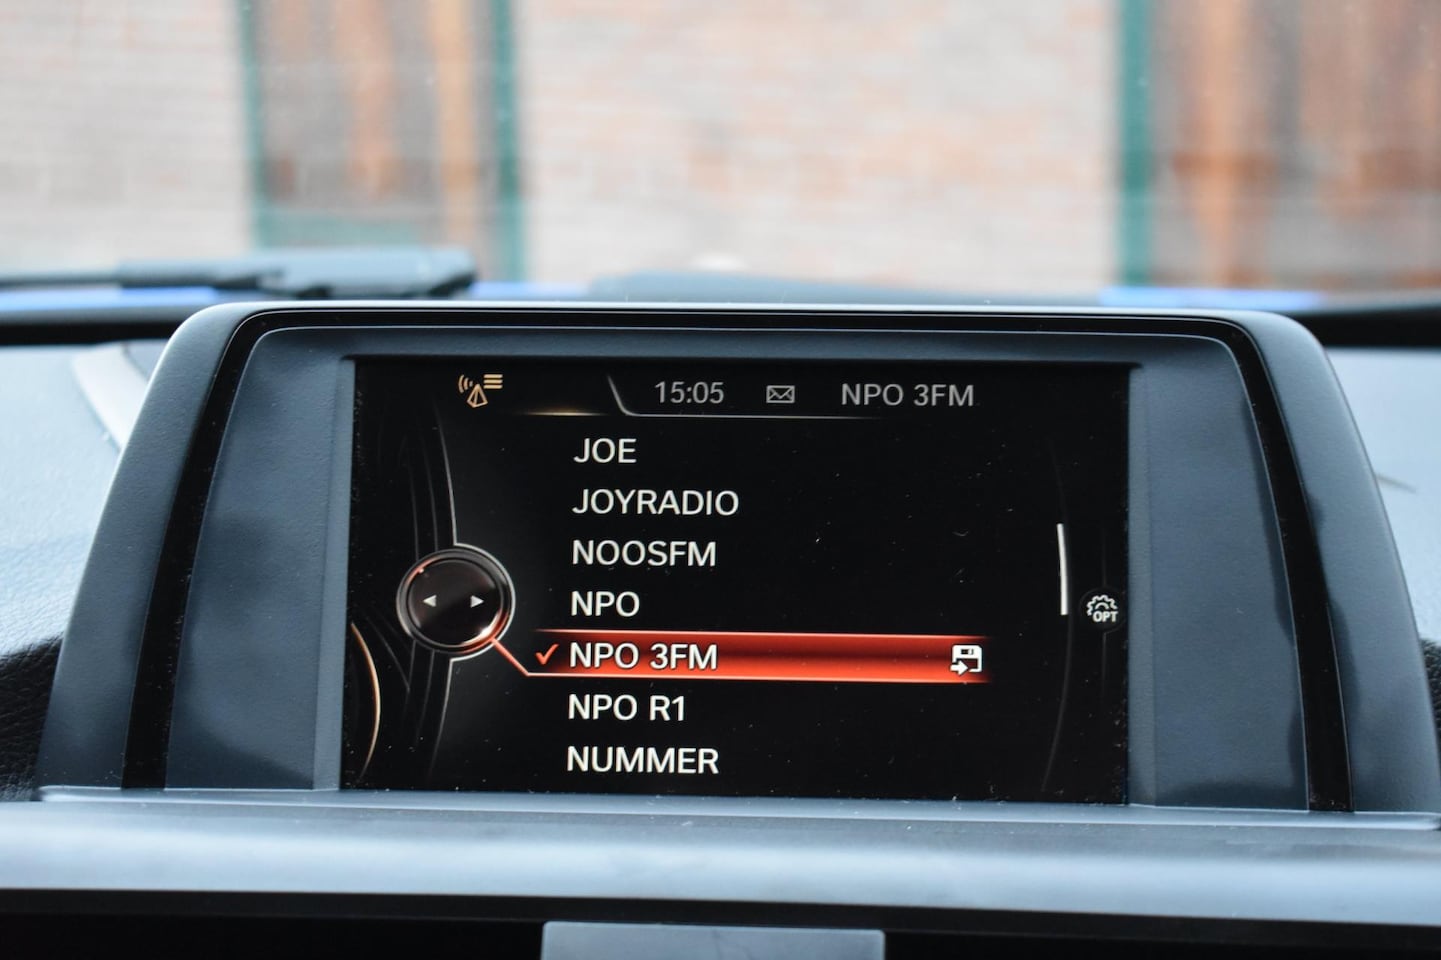 15:05 NPO 3FM
JOE
JOYRADIO
NOOSFM
NPO
NPO 3FM
OPT
NPO R1
NUMMER